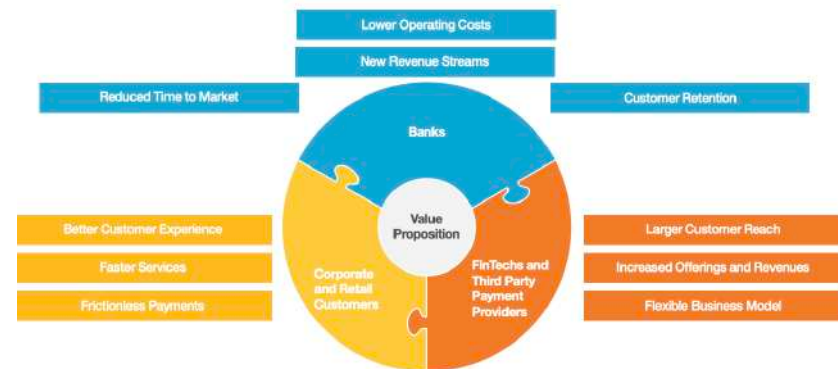 Lower Operating Costs
New Revenue Streams
Reduced Time to Market
Customer Retention
Banks
Value
Proposition
Better Customer Experience
Faster Services
Frictionless Payments
Corporate
and Retail
Customers
FinTechs and
Third Party
Payment
Providers
Larger Customer Reach
Increased Offerings and Revenues
Flexible Business Model